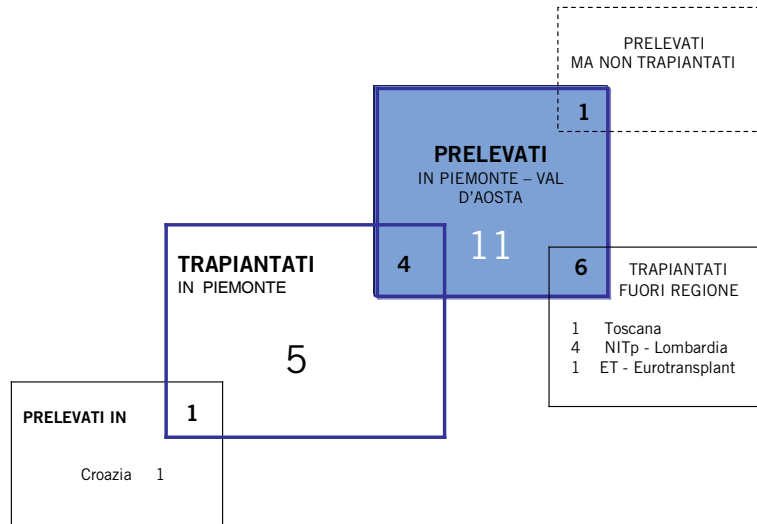 PRELEVATI
MA NON TRAPIANTATI
1
PRELEVATI
IN PIEMONTE – VAL
D'AOSTA
11
TRAPIANTATI
IN PIEMONTE
4
6
TRAPIANTATI
FUORI REGIONE
1 Toscana
4 NITp - Lombardia
1 ET - Eurotransplant
5
PRELEVATI IN
1
Croazia 1